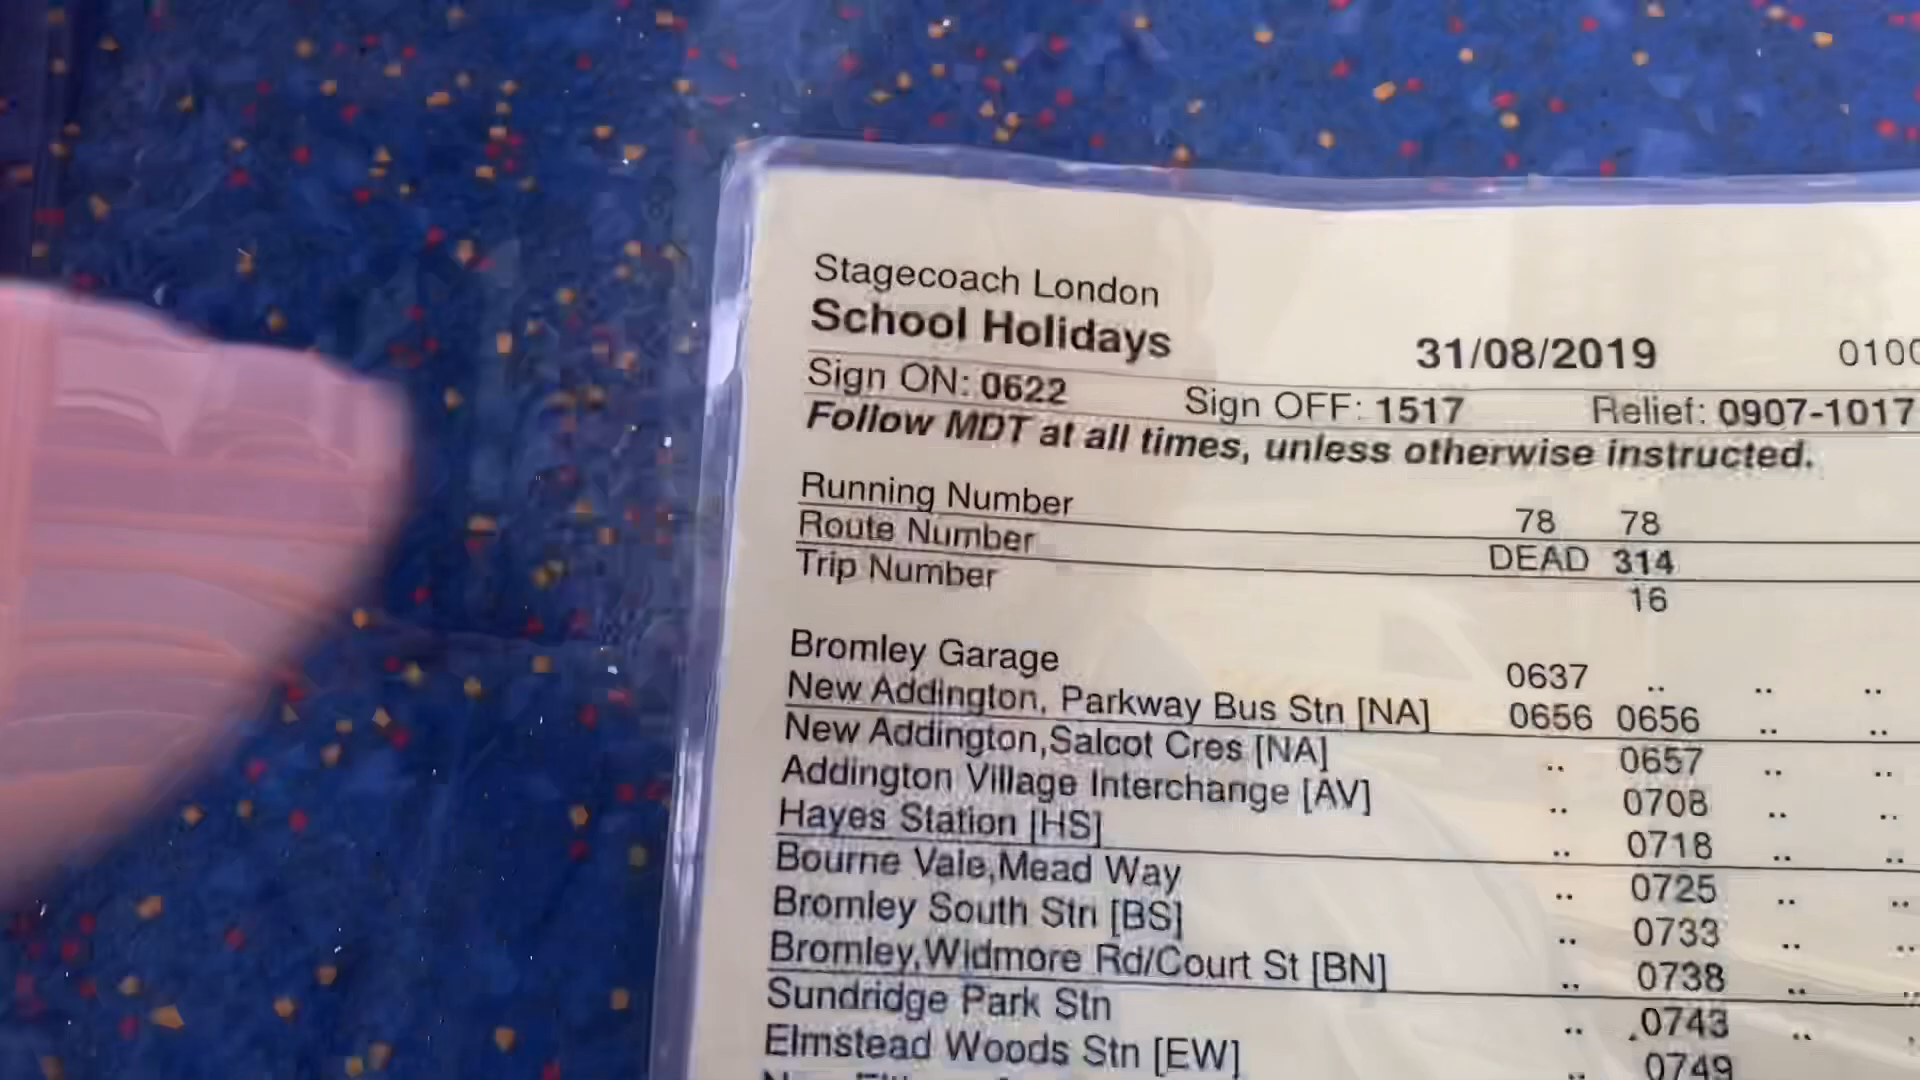 Stagecoach London
School Holidays 31/08/2019 0100
Sign ON: 0622 Sign OFF: 1517 Relief: 0907-1017
Follow MDT at all times, unless otherwise instructed.
Running Number 78 78
Route Number DEAD 314
Trip Number 16
Bromley Garage 0637 .. .. ..
New Addington, Parkway Bus Stn [NA] 0656 0656 .. ..
New Addington,Salcot Cres [NA] .. 0657 .. ..
Addington Village Interchange [AV] .. 0708 .. ..
Hayes Station [HS] .. 0718 .. ..
Bourne Vale,Mead Way .. 0725 .. ..
Bromley South Stn [BS] .. 0733 .. ..
Bromley,Widmore Rd/Court St [BN] .. 0738 .. ..
Sundridge Park Stn .. 0743 .. ..
Elmstead Woods Stn [EW] .. 0749